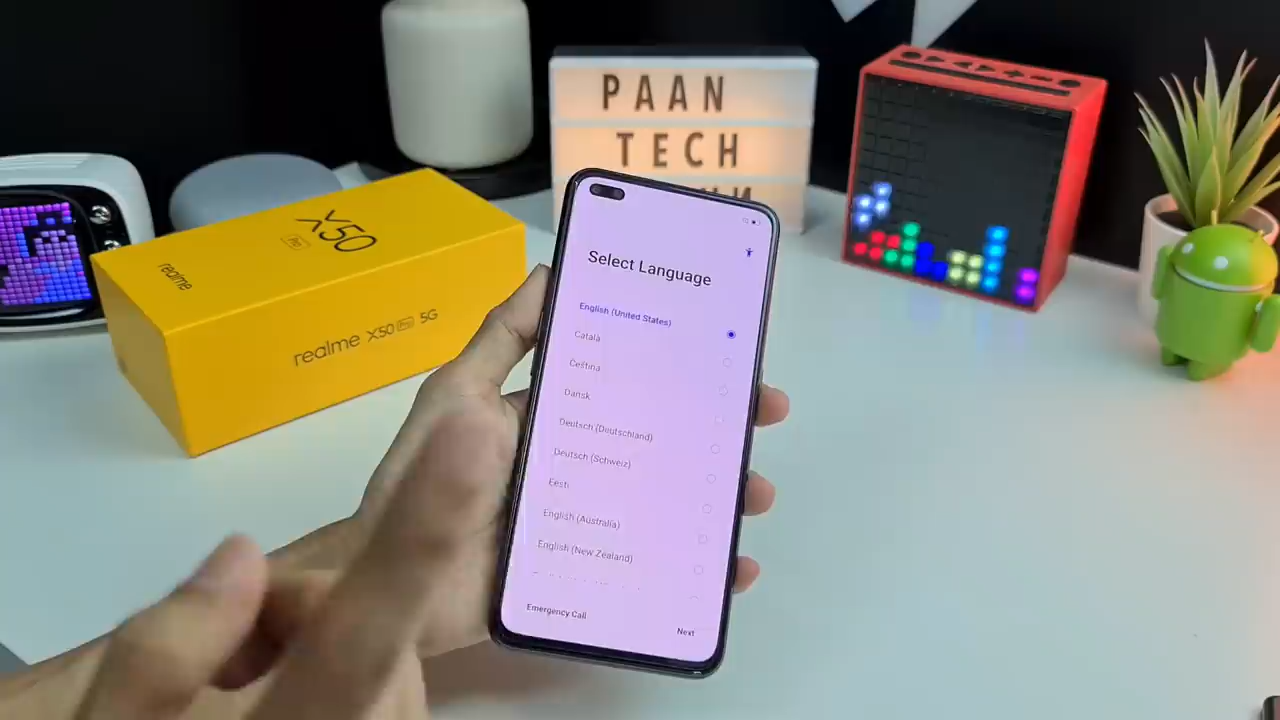 PAAN
TECH
X50
Pro
realme
realme X50 Pro 5G
Select Language
English (United States)
Català
Čeština
Dansk
Deutsch (Deutschland)
Deutsch (Schweiz)
Eesti
English (Australia)
English (New Zealand)
Emergency Call
Next